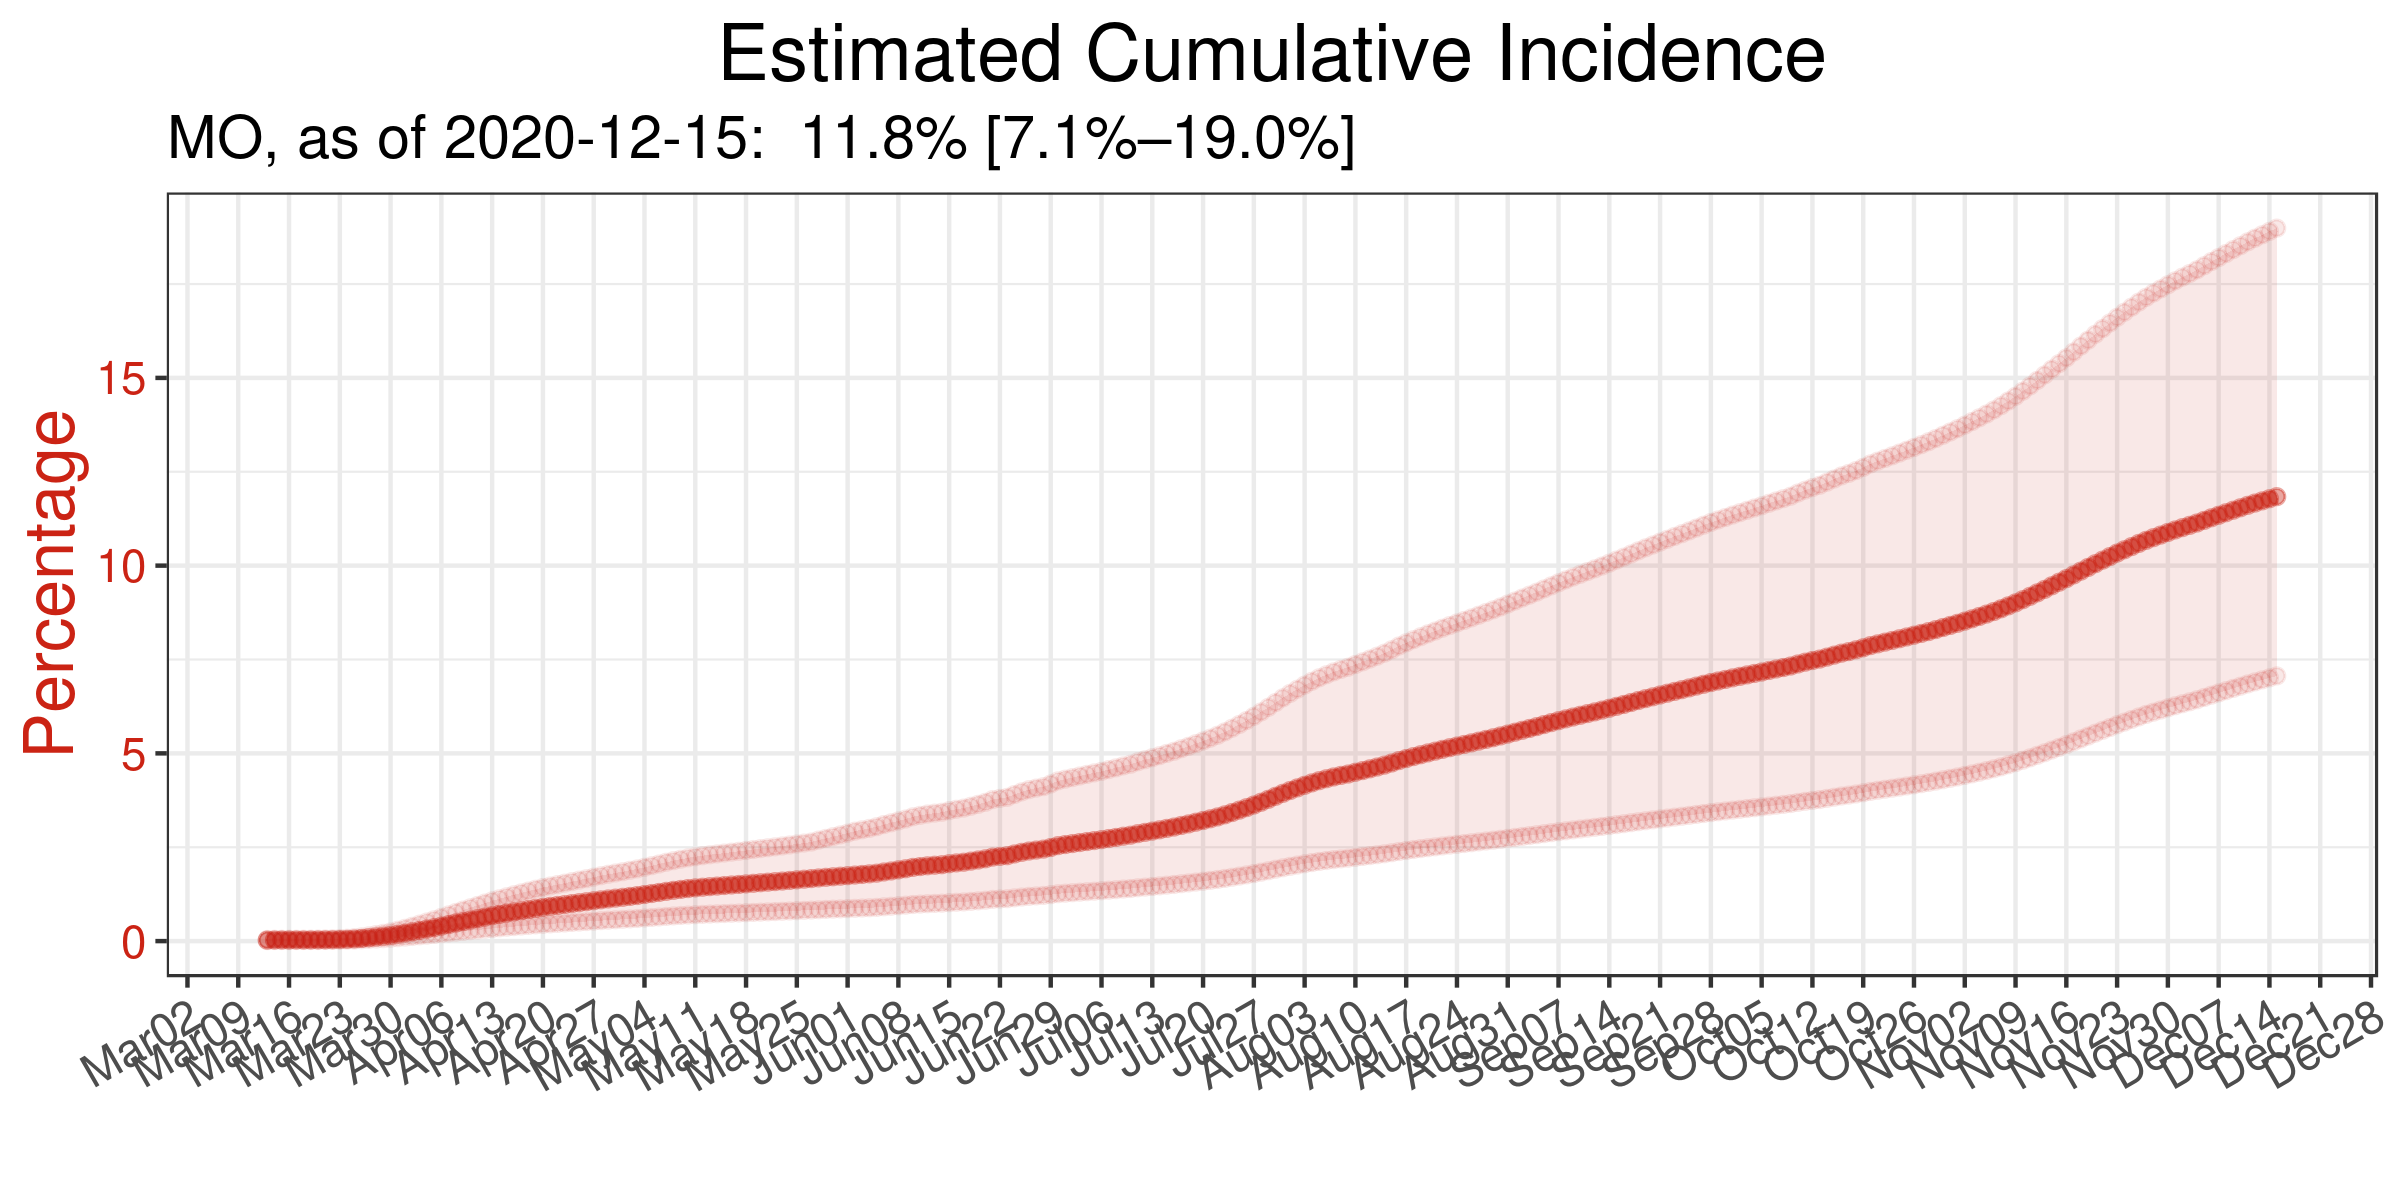 Estimated Cumulative Incidence
MO, as of 2020-12-15:  11.8% [7.1%–19.0%]
Percentage
15
10
5
0
Mar02
Mar09
Mar16
Mar23
Mar30
Apr06
Apr13
Apr20
Apr27
May04
May11
May18
May25
Jun01
Jun08
Jun15
Jun22
Jun29
Jul06
Jul13
Jul20
Jul27
Aug03
Aug10
Aug17
Aug24
Aug31
Sep07
Sep14
Sep21
Sep28
Oct05
Oct12
Oct19
Oct26
Nov02
Nov09
Nov16
Nov23
Nov30
Dec07
Dec14
Dec21
Dec28